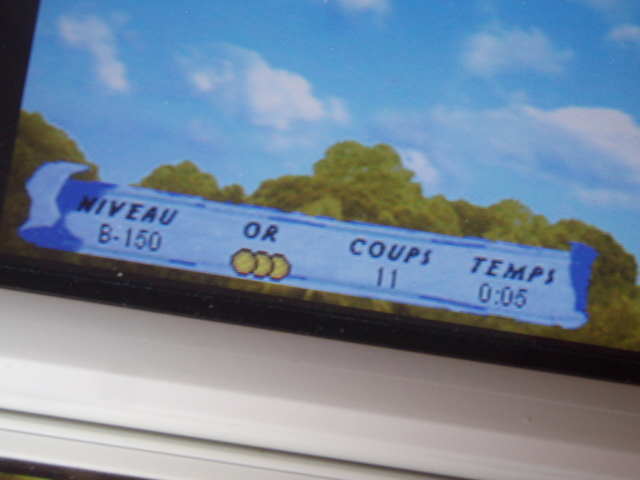 NIVEAU OR COUPS TEMPS
B-150 11 0:05